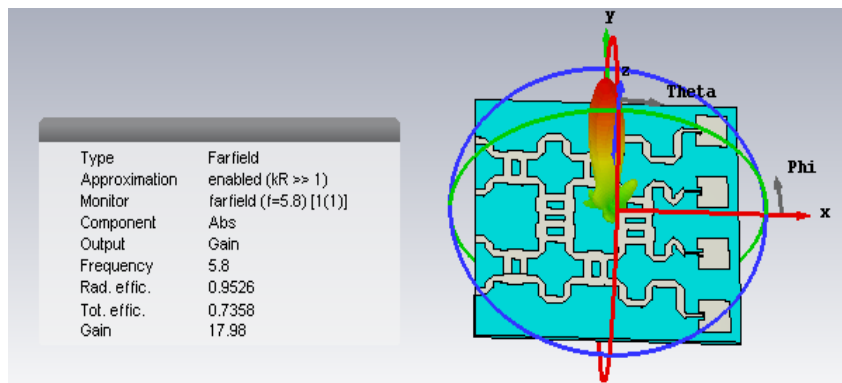 Type Farfield
Approximation enabled (kR >> 1)
Monitor farfield (f=5.8) [1(1)]
Component Abs
Output Gain
Frequency 5.8
Rad. effic. 0.9526
Tot. effic. 0.7358
Gain 17.98
y
z
Theta
Phi
x